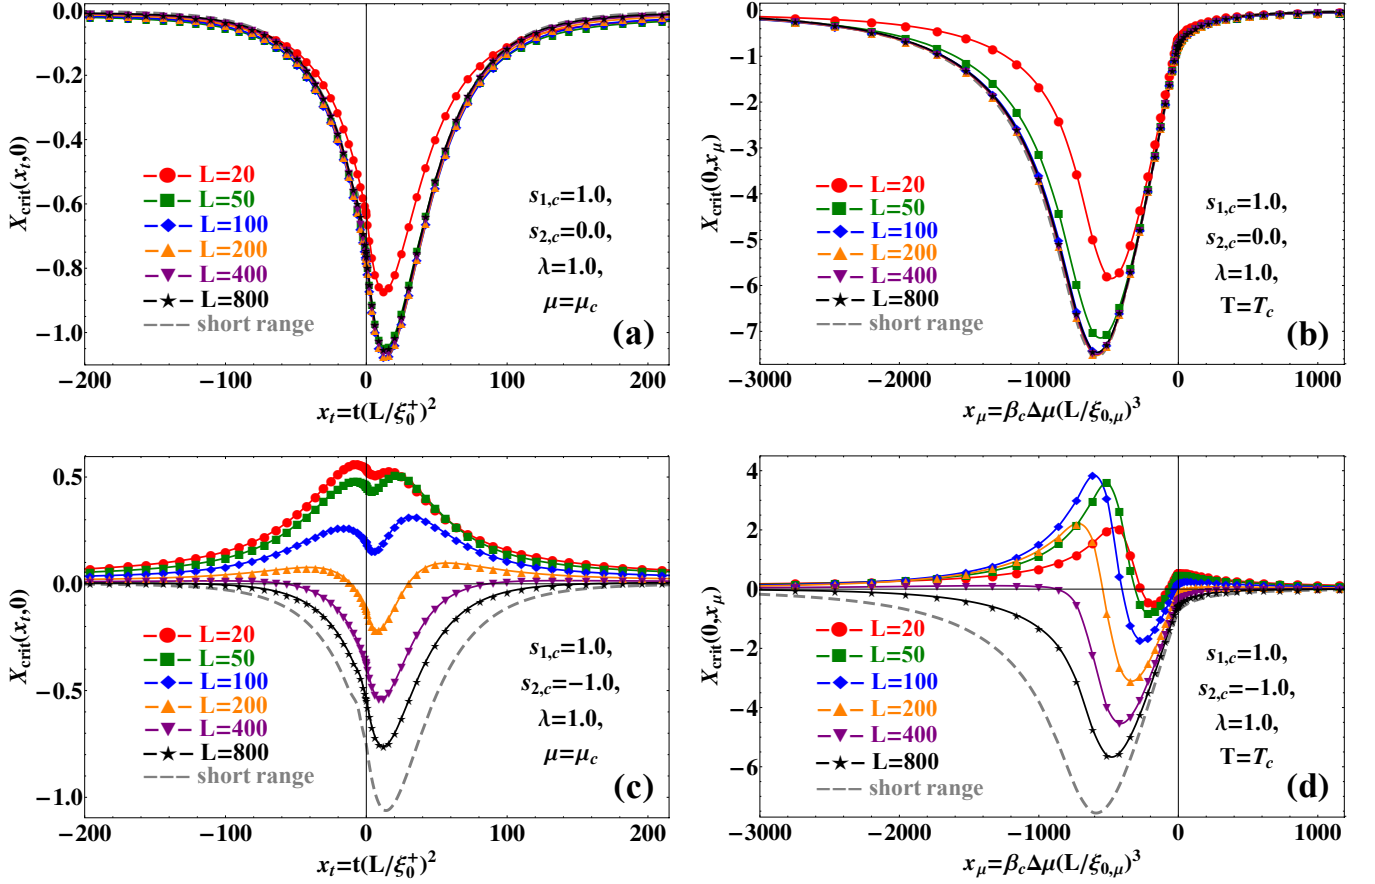 0.0
−0.2
−0.4
−0.6
−0.8
−1.0
X_crit(x_t,0)
L=20
L=50
L=100
L=200
L=400
L=800
short range
s_{1,c}=1.0,
s_{2,c}=0.0,
λ=1.0,
μ=μ_c
(a)
−200 −100 0 100 200
x_t=t(L/ξ_0^+)^2
0
−1
−2
−3
−4
−5
−6
−7
X_crit(0,x_μ)
L=20
L=50
L=100
L=200
L=400
L=800
short range
s_{1,c}=1.0,
s_{2,c}=0.0,
λ=1.0,
T=T_c
(b)
−3000 −2000 −1000 0 1000
x_μ=β_cΔμ(L/ξ_{0,μ})^3
0.5
0.0
−0.5
−1.0
X_crit(x_t,0)
L=20
L=50
L=100
L=200
L=400
L=800
short range
s_{1,c}=1.0,
s_{2,c}=−1.0,
λ=1.0,
μ=μ_c
(c)
−200 −100 0 100 200
x_t=t(L/ξ_0^+)^2
4
2
0
−2
−4
−6
X_crit(0,x_μ)
L=20
L=50
L=100
L=200
L=400
L=800
short range
s_{1,c}=1.0,
s_{2,c}=−1.0,
λ=1.0,
T=T_c
(d)
−3000 −2000 −1000 0 1000
x_μ=β_cΔμ(L/ξ_{0,μ})^3